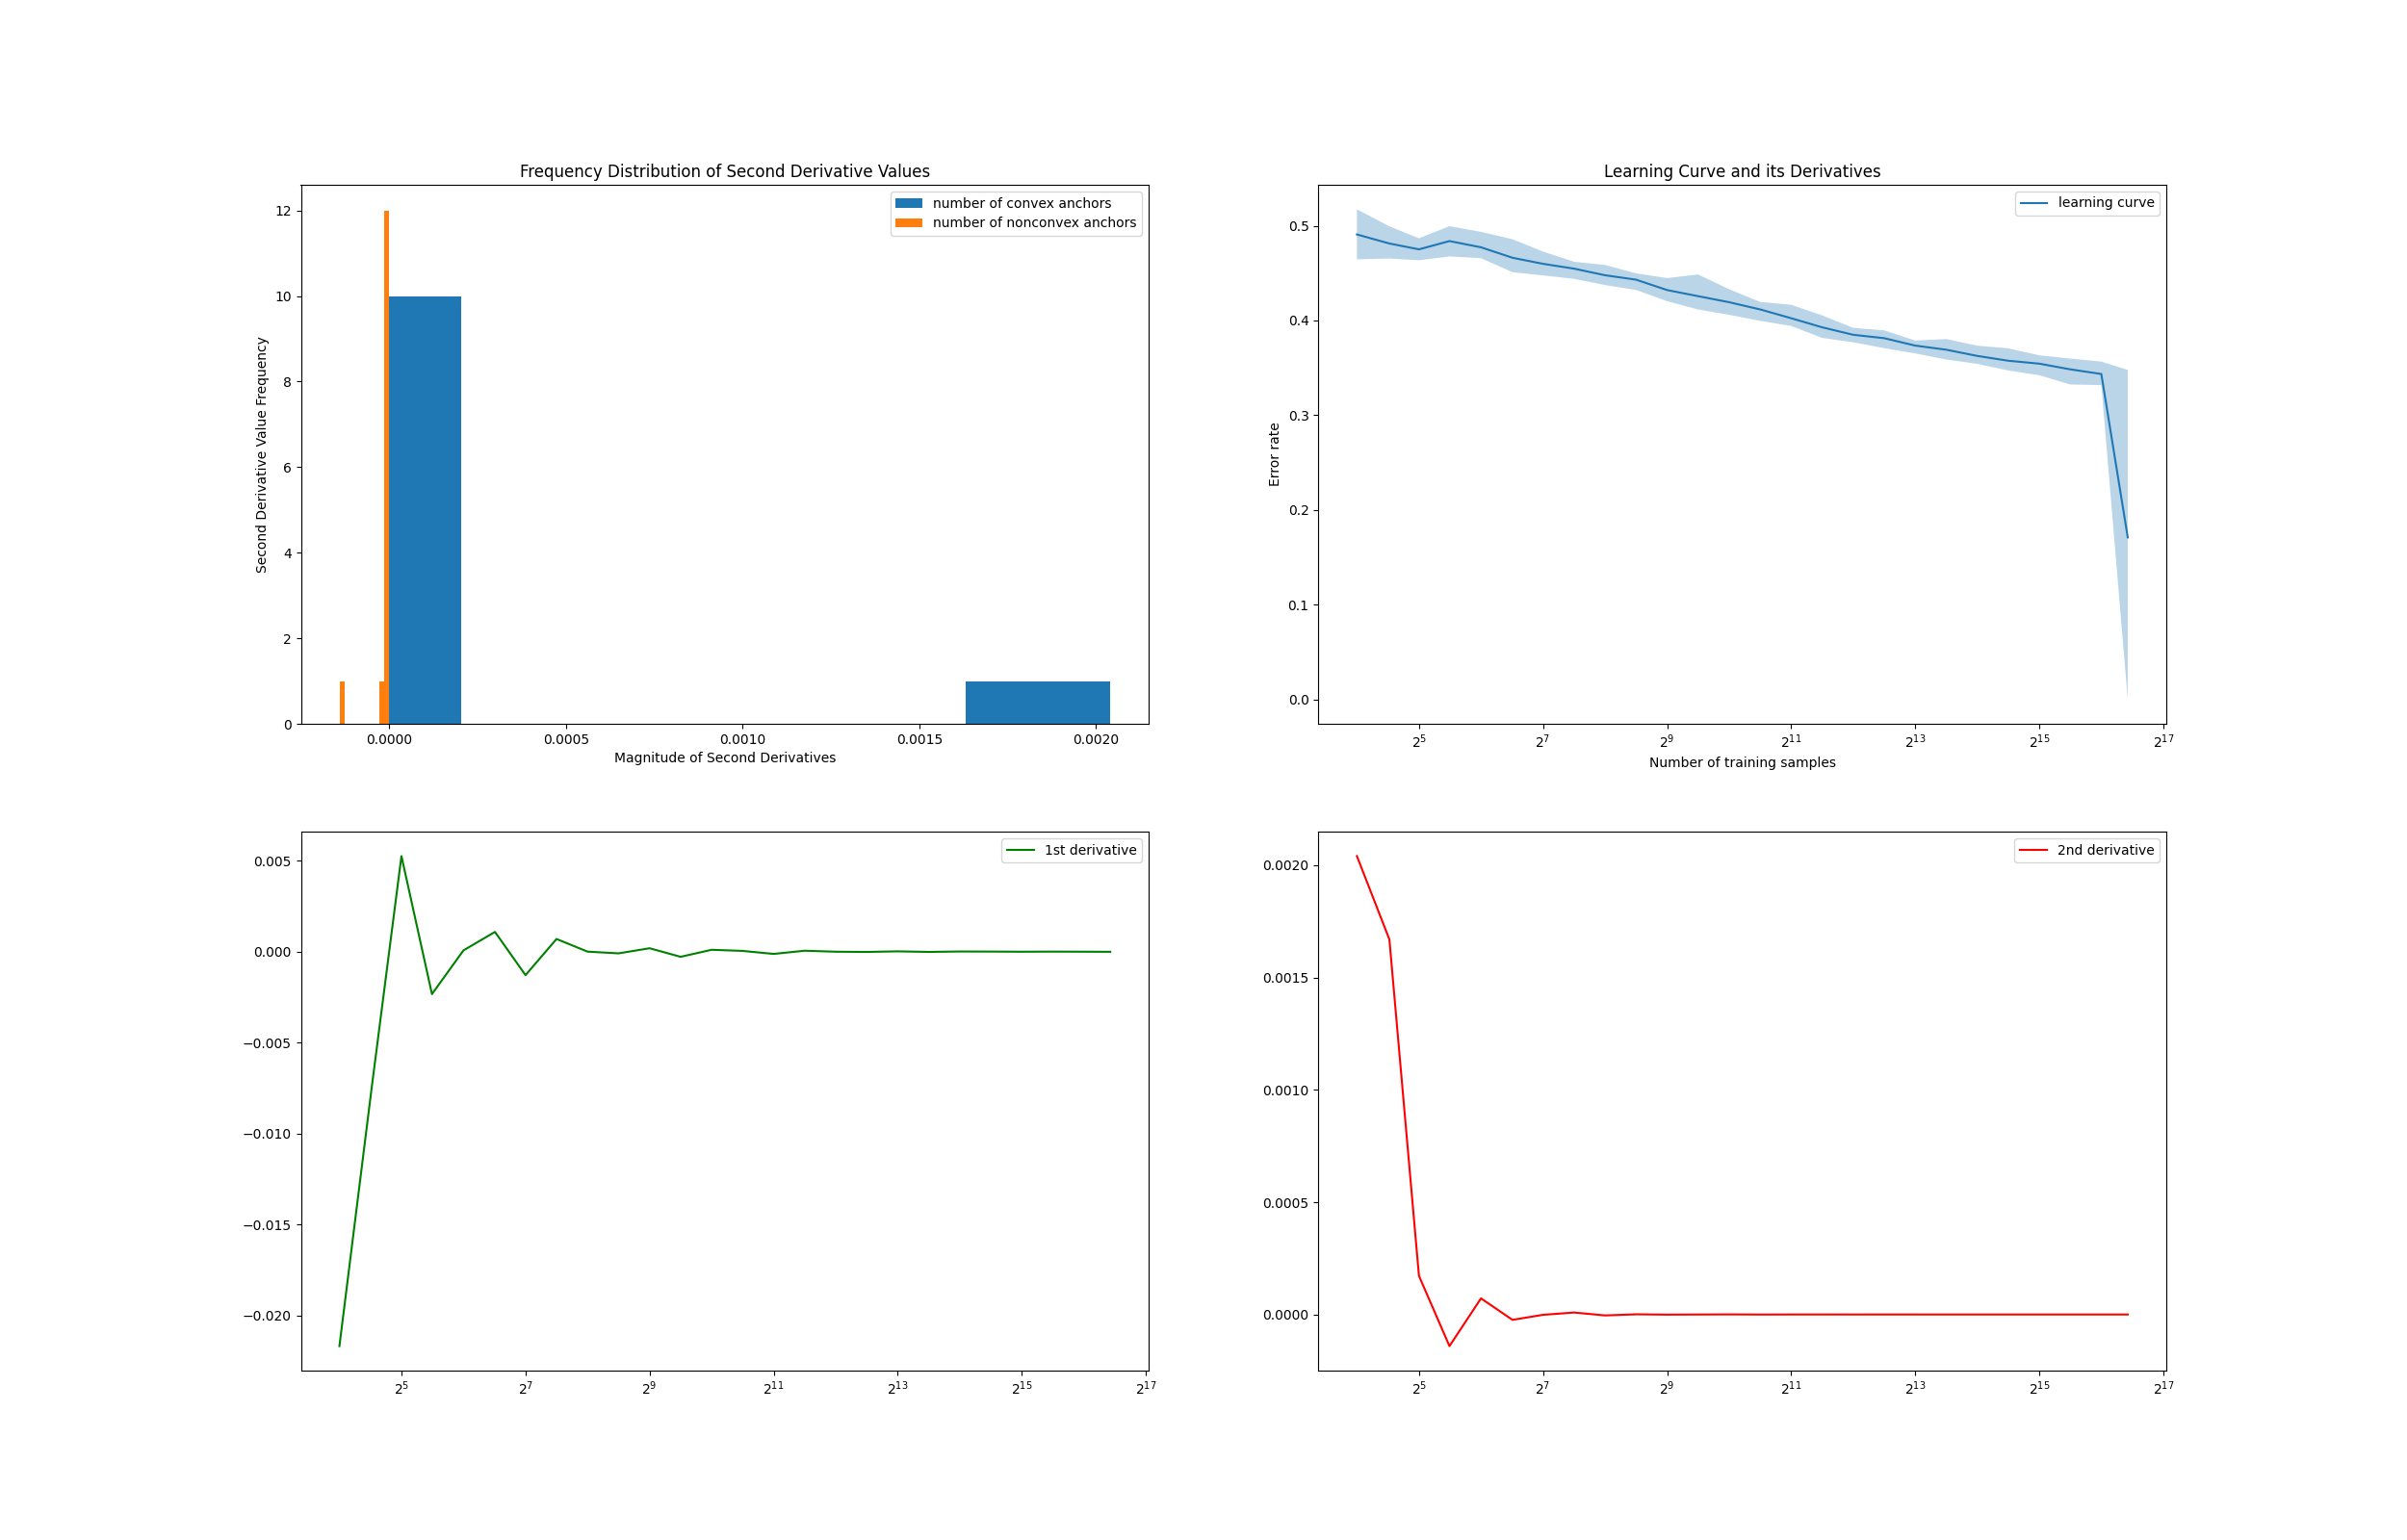 Frequency Distribution of Second Derivative Values
number of convex anchors
number of nonconvex anchors
12
10
8
6
4
2
0
Second Derivative Value Frequency
0.0000 0.0005 0.0010 0.0015 0.0020
Magnitude of Second Derivatives
Learning Curve and its Derivatives
learning curve
0.5
0.4
0.3
0.2
0.1
0.0
Error rate
2^5 2^7 2^9 2^11 2^13 2^15 2^17
Number of training samples
1st derivative
0.005
0.000
−0.005
−0.010
−0.015
−0.020
2^5 2^7 2^9 2^11 2^13 2^15 2^17
2nd derivative
0.0020
0.0015
0.0010
0.0005
0.0000
2^5 2^7 2^9 2^11 2^13 2^15 2^17